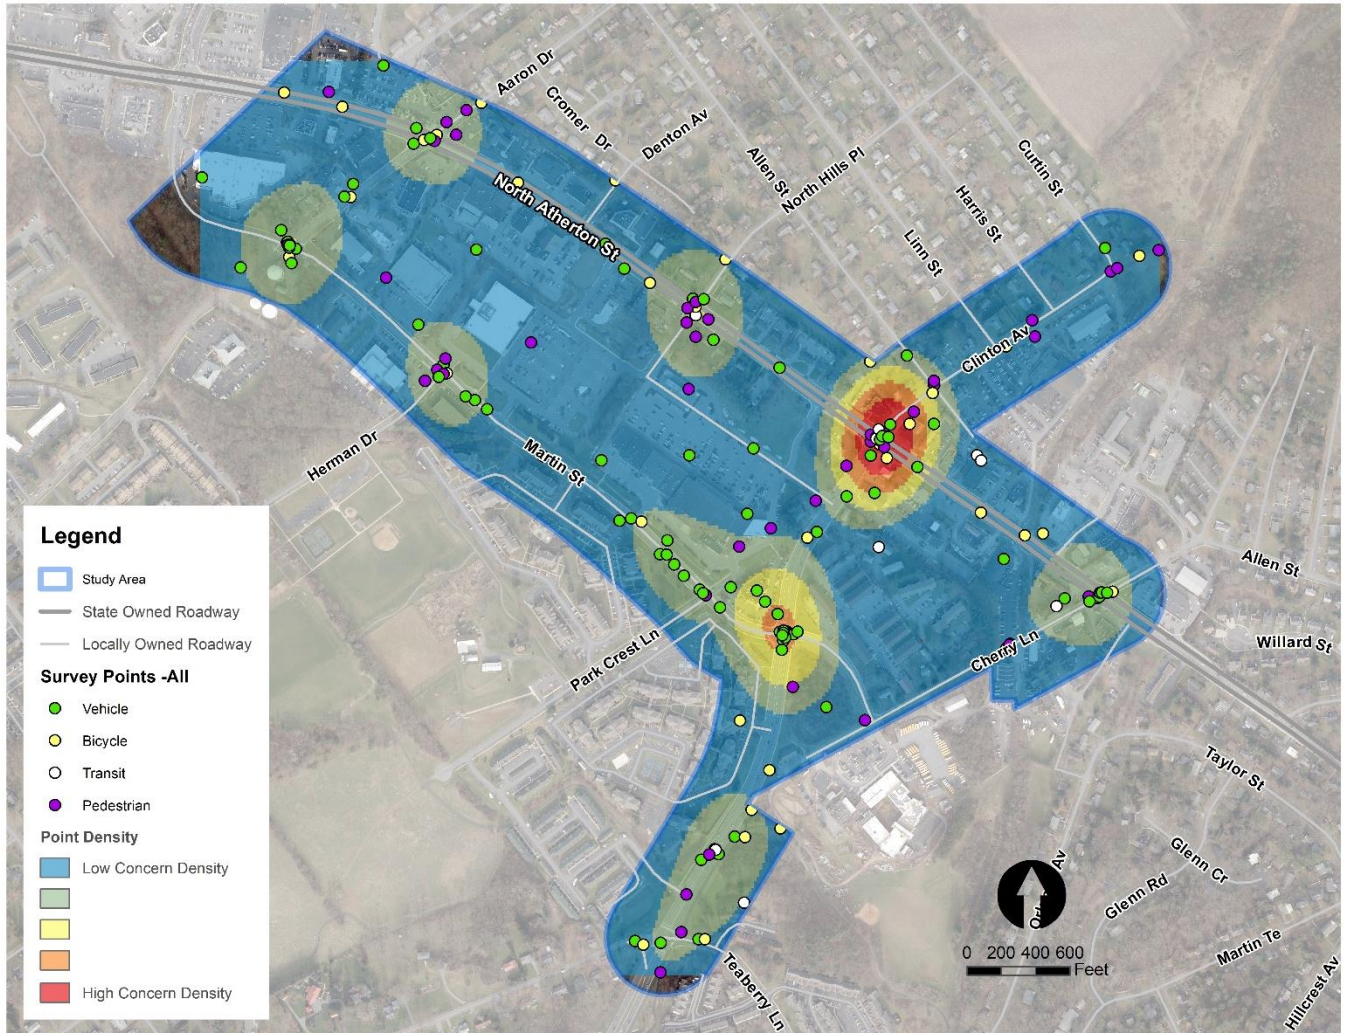 Aaron Dr
Cromer Dr
Denton Av
Allen St
North Hills Pl
Curtin St
Harris St
Linn St
North Atherton St
Clinton Av
Herman Dr
Martin St
Park Crest Ln
Cherry Ln
Allen St
Willard St
Taylor St
Glenn Cr
Glenn Rd
Martin Te
Hillcrest Av
Teaberry Ln
Av
Legend
Study Area
State Owned Roadway
Locally Owned Roadway
Survey Points -All
Vehicle
Bicycle
Transit
Pedestrian
Point Density
Low Concern Density
High Concern Density
0 200 400 600
Feet